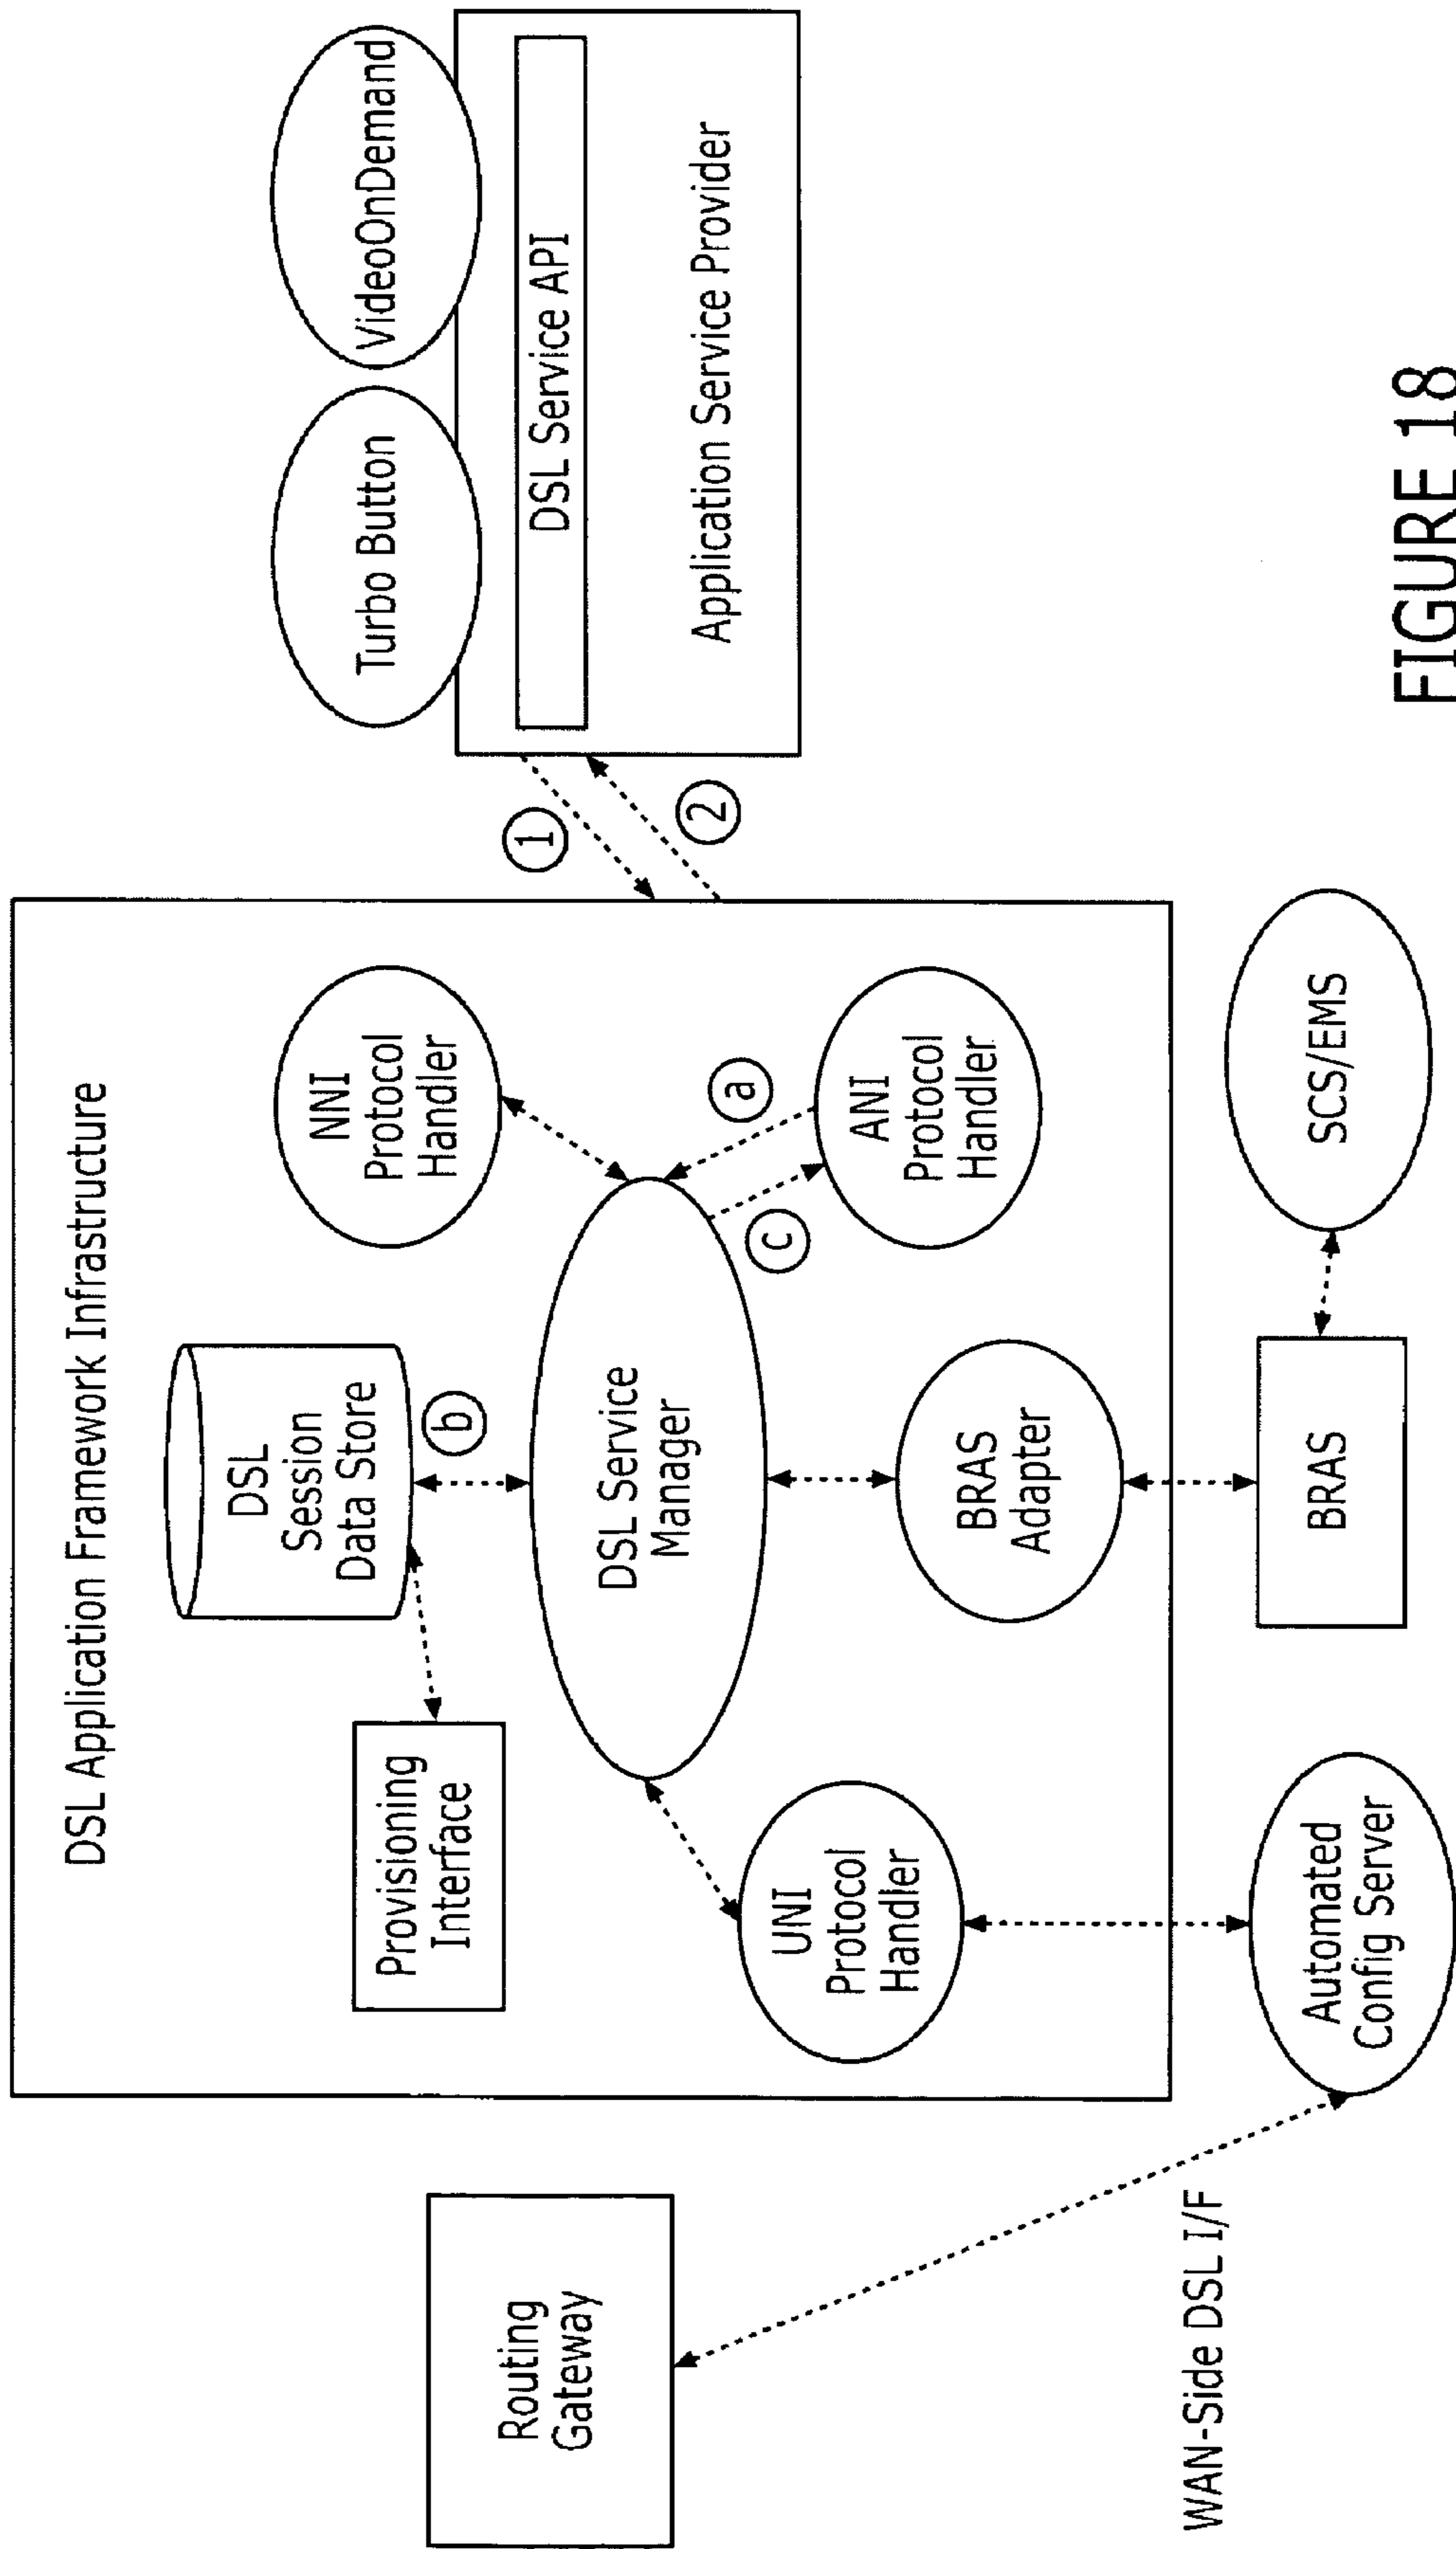 DSL Application Framework Infrastructure
Routing
Gateway
WAN-Side DSL I/F
Provisioning
Interface
DSL
Session
Data Store
b
NNI
Protocol
Handler
DSL Service
Manager
UNI
Protocol
Handler
BRAS
Adapter
c
a
ANI
Protocol
Handler
Automated
Config Server
BRAS
SCS/EMS
1
2
Turbo Button
VideoOnDemand
DSL Service API
Application Service Provider
FIGURE 18